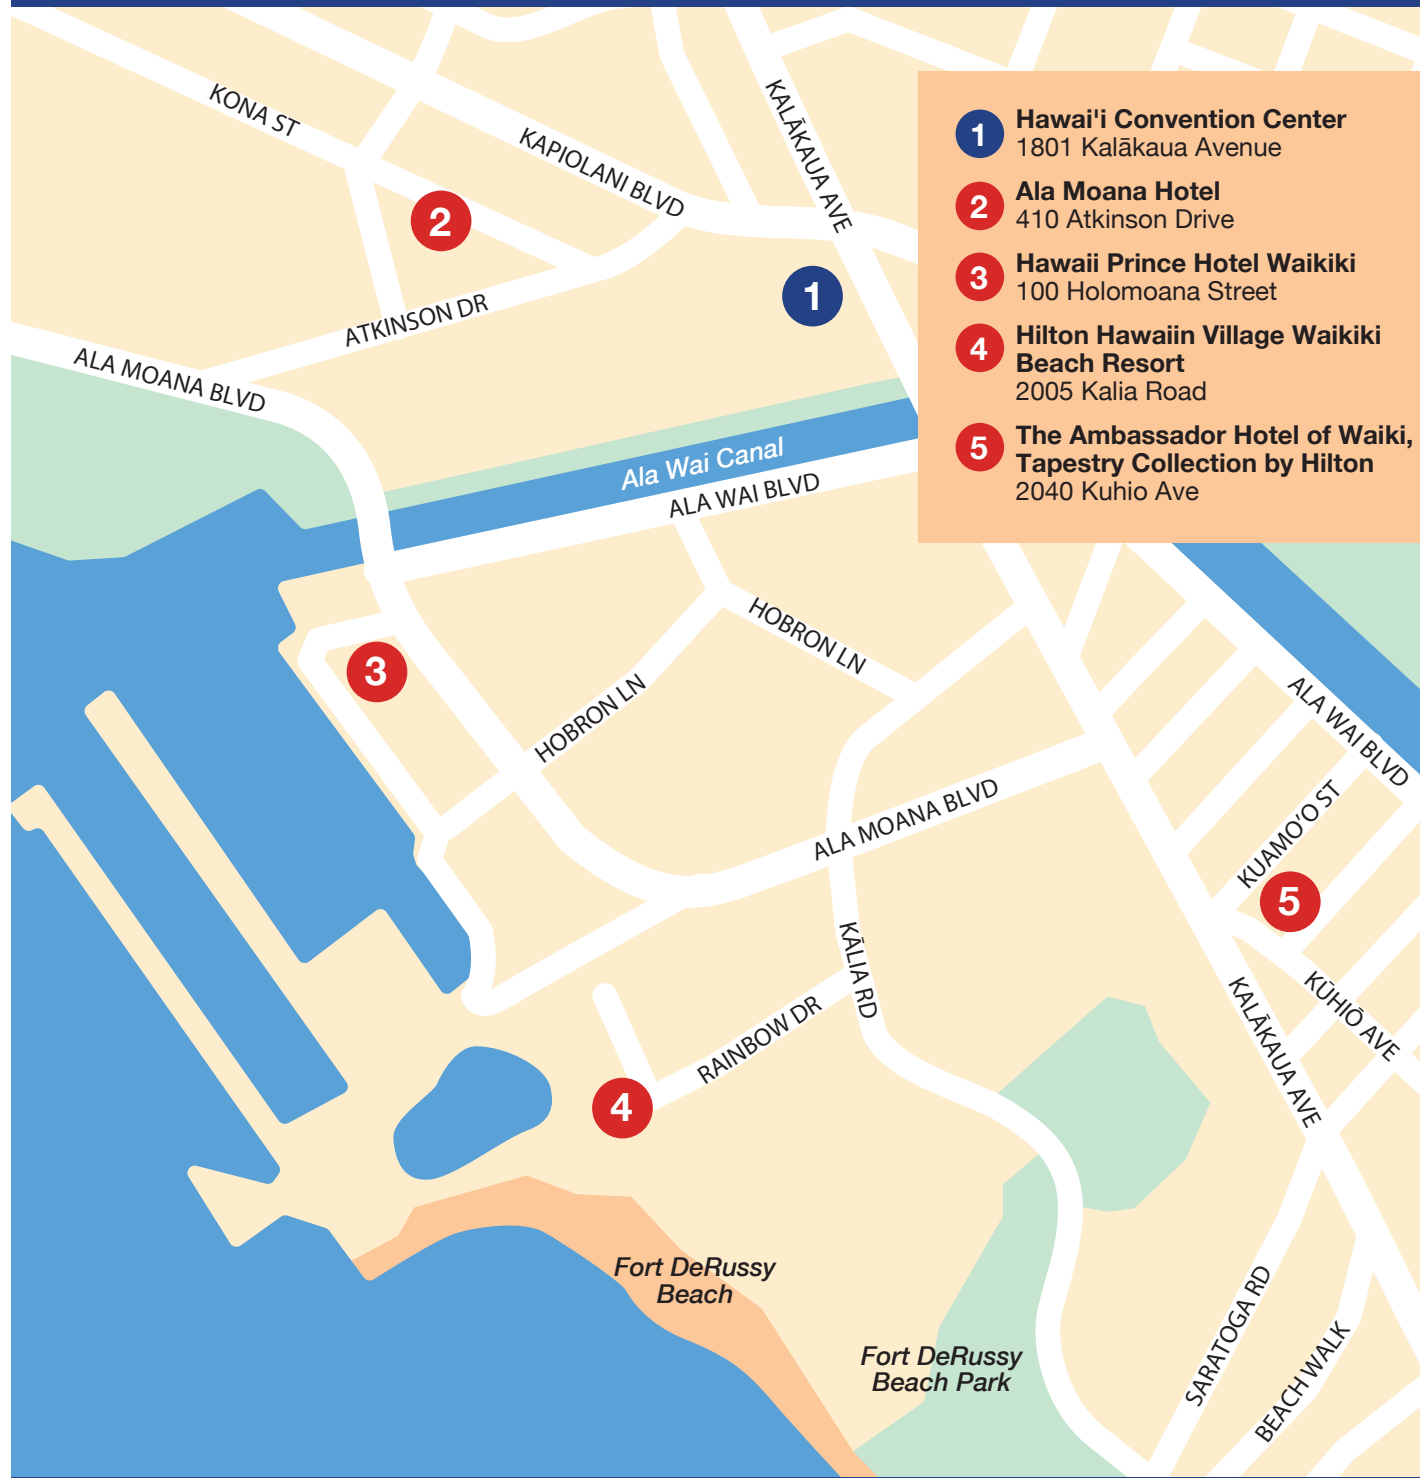 KONA ST
KAPIOLANI BLVD
KALĀKAUA AVE
2
1
ATKINSON DR
ALA MOANA BLVD
Ala Wai Canal
ALA WAI BLVD
1
Hawai'i Convention Center
1801 Kalākaua Avenue
2
Ala Moana Hotel
410 Atkinson Drive
3
Hawaii Prince Hotel Waikiki
100 Holomoana Street
4
Hilton Hawaiin Village Waikiki
Beach Resort
2005 Kalia Road
5
The Ambassador Hotel of Waiki,
Tapestry Collection by Hilton
2040 Kuhio Ave
HOBRON LN
3
HOBRON LN
ALA WAI BLVD
ALA MOANA BLVD
KUAMO'O ST
5
KĀLIA RD
KŪHIŌ AVE
RAINBOW DR
KALĀKAUA AVE
4
Fort DeRussy
Beach
Fort DeRussy
Beach Park
SARATOGA RD
BEACH WALK